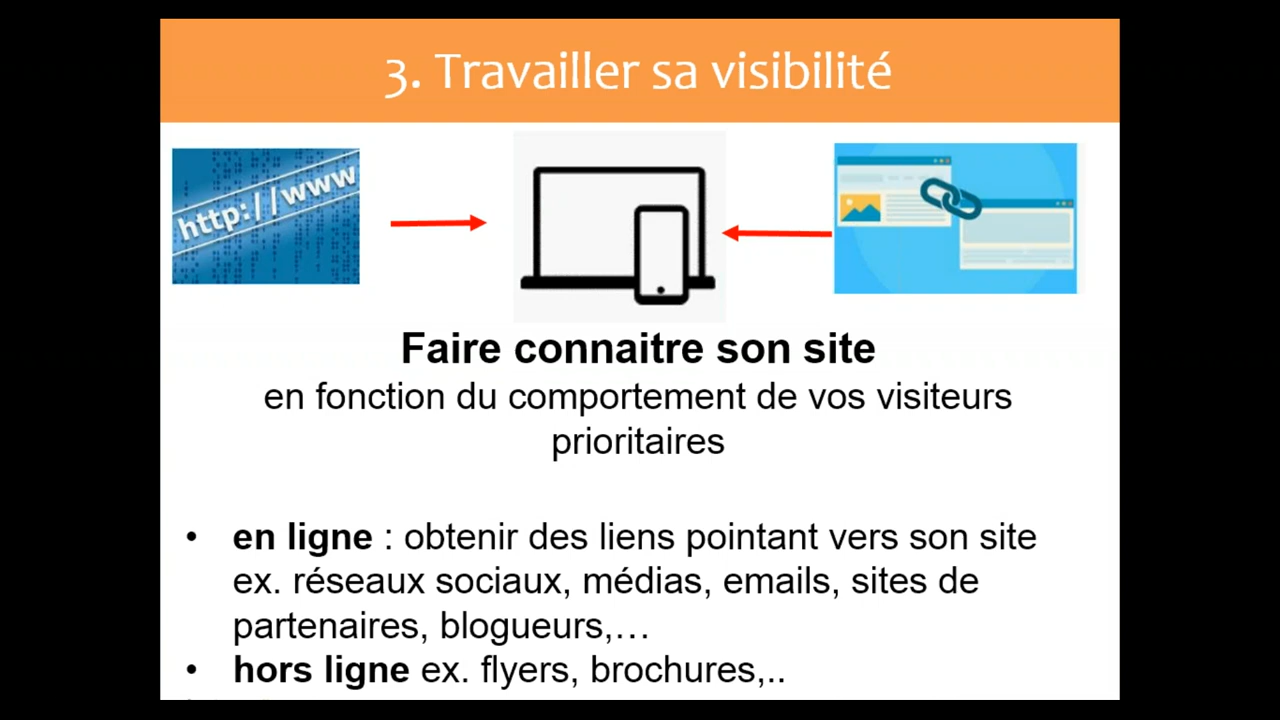 3. Travailler sa visibilité
http://www
Faire connaitre son site
en fonction du comportement de vos visiteurs
prioritaires
• en ligne : obtenir des liens pointant vers son site
ex. réseaux sociaux, médias, emails, sites de
partenaires, blogueurs,…
• hors ligne ex. flyers, brochures,..